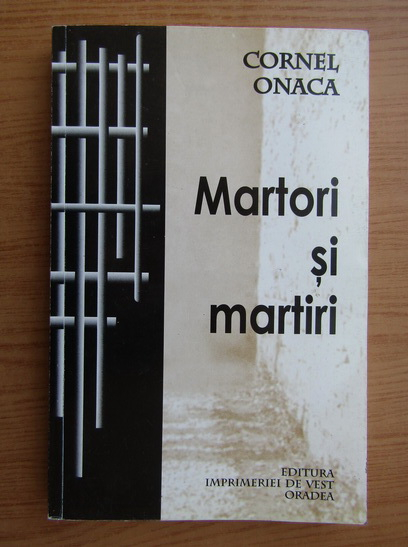 CORNEL
ONACA
Martori
și
martiri
EDITURA
IMPRIMERIEI DE VEST
ORADEA